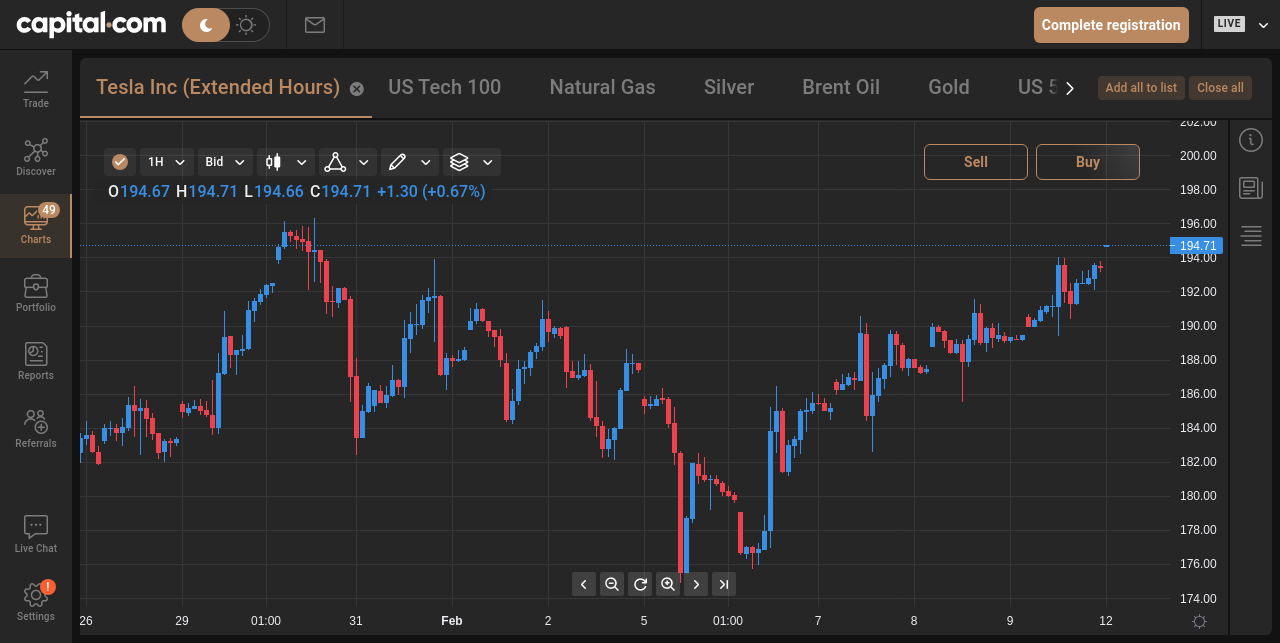 capital.com
Complete registration
LIVE
Trade
Discover
49
Charts
Portfolio
Reports
Referrals
Live Chat
!
Settings
Tesla Inc (Extended Hours) US Tech 100 Natural Gas Silver Brent Oil Gold US 5
Add all to list Close all
1H Bid
Sell Buy
O194.67 H194.71 L194.66 C194.71 +1.30 (+0.67%)
202.00
200.00
198.00
196.00
194.71
194.00
192.00
190.00
188.00
186.00
184.00
182.00
180.00
178.00
176.00
174.00
26 29 01:00 31 Feb 2 5 01:00 7 8 9 12